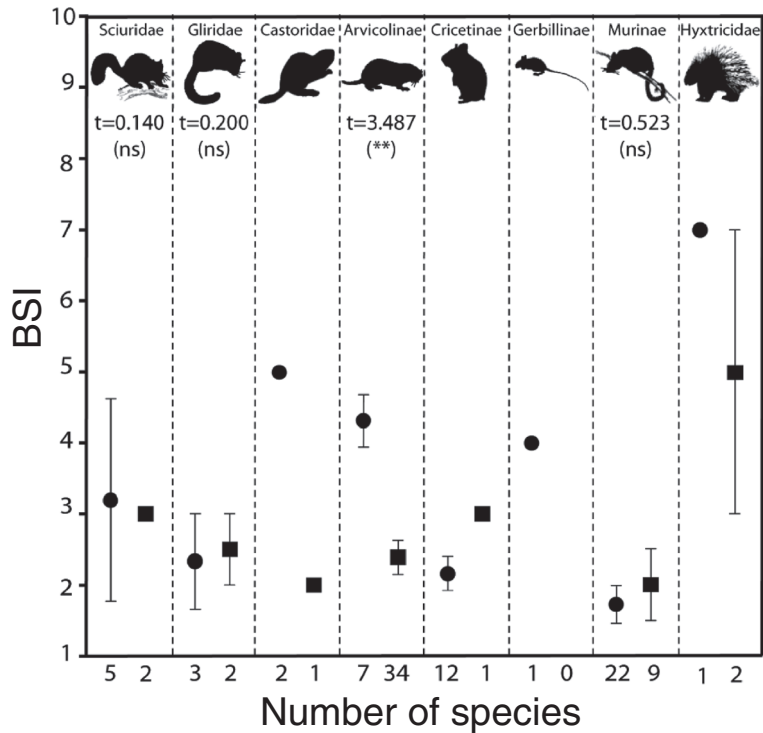 10
Sciuridae Gliridae Castoridae Arvicolinae Cricetinae Gerbillinae Murinae Hyxtricidae
9
t=0.140 t=0.200 t=3.487 t=0.523
(ns) (ns) (**) (ns)
8
7
6
BSI
5
4
3
2
1
5 2 3 2 2 1 7 34 12 1 1 0 22 9 1 2
Number of species